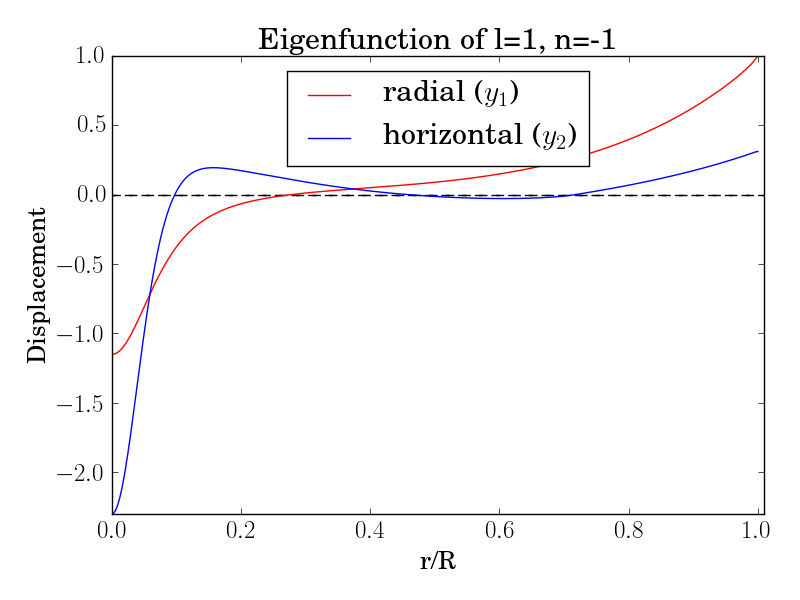 Eigenfunction of l=1, n=-1
1.0
radial (y₁)
horizontal (y₂)
0.5
0.0
−0.5
−1.0
−1.5
−2.0
Displacement
0.0 0.2 0.4 0.6 0.8 1.0
r/R